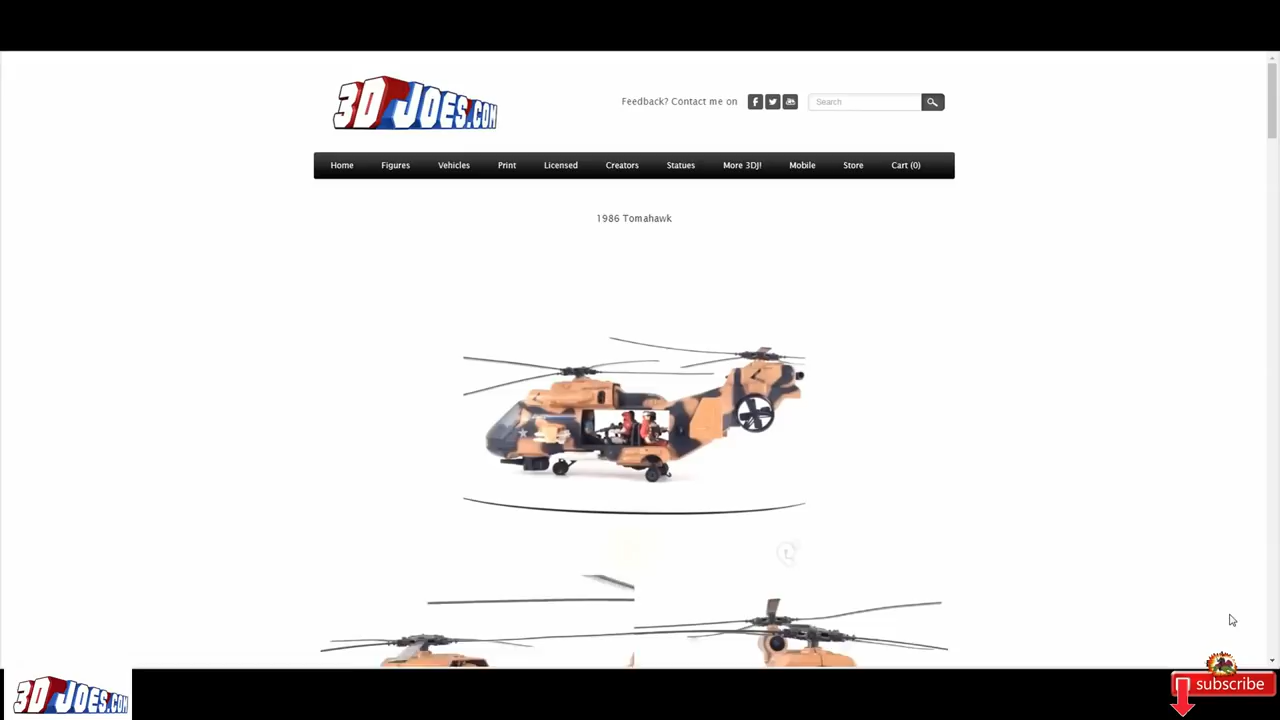 3D JOES.COM
Feedback? Contact me on
Search
Home Figures Vehicles Print Licensed Creators Statues More 3DJ! Mobile Store Cart (0)
1986 Tomahawk
3D JOES.COM
subscribe